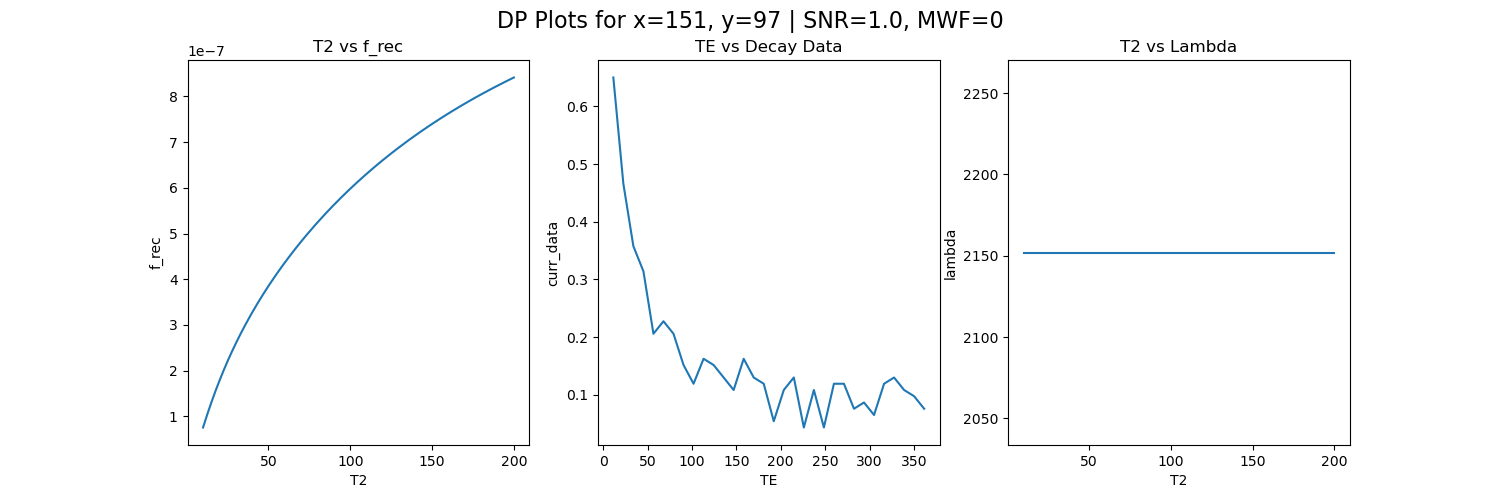 DP Plots for x=151, y=97 | SNR=1.0, MWF=0
T2 vs f_rec
1e−7
8
7
6
5
4
3
2
1
f_rec
50 100 150 200
T2
TE vs Decay Data
0.6
0.5
0.4
0.3
0.2
0.1
curr_data
0 50 100 150 200 250 300 350
TE
T2 vs Lambda
2250
2200
2150
2100
2050
lambda
50 100 150 200
T2